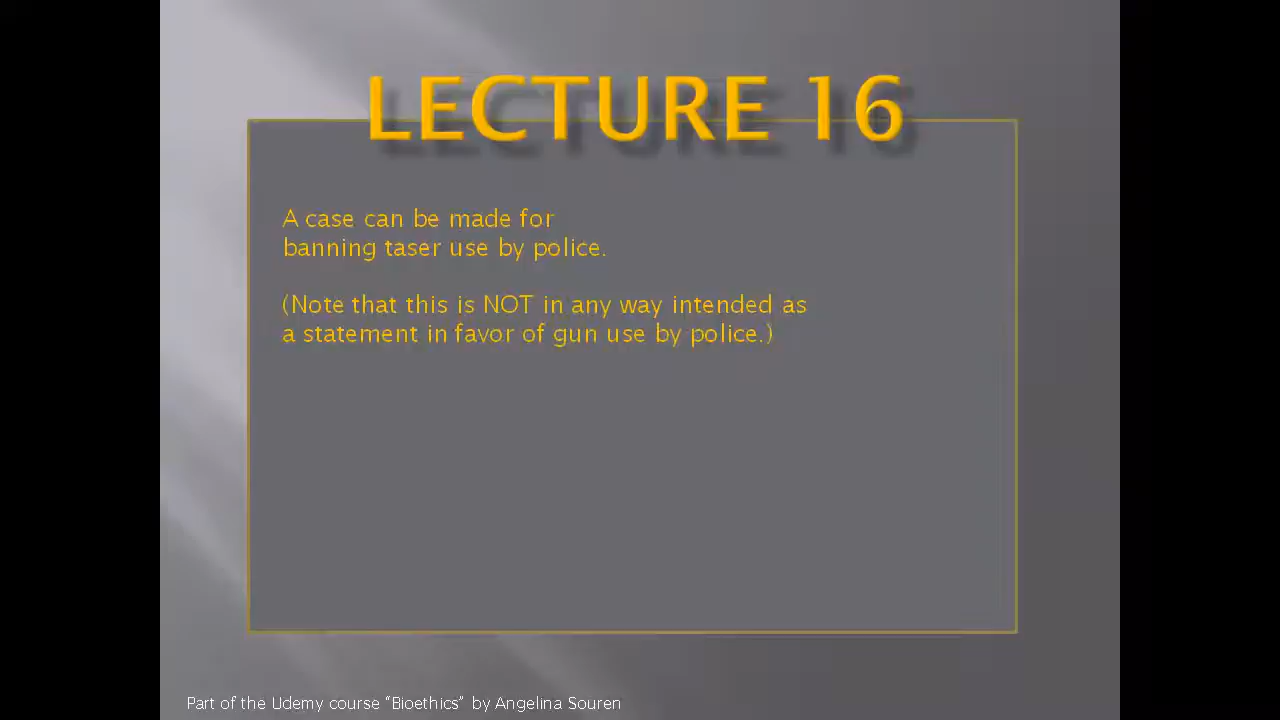 LECTURE 16
A case can be made for
banning taser use by police.
(Note that this is NOT in any way intended as
a statement in favor of gun use by police.)
Part of the Udemy course “Bioethics” by Angelina Souren